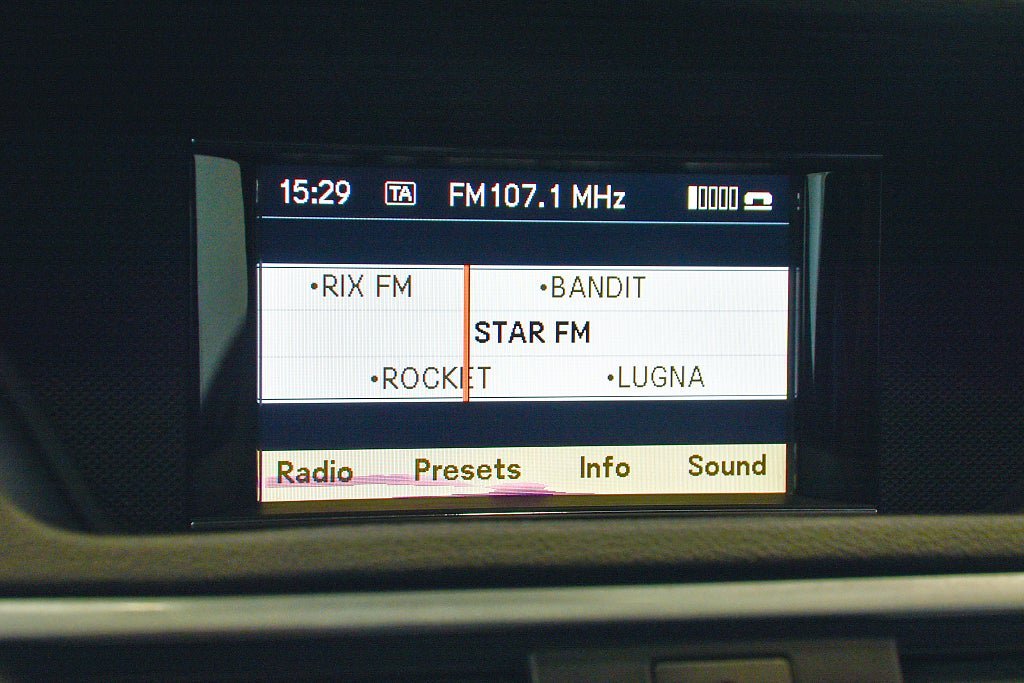 15:29 TA FM 107.1 MHz
•RIX FM •BANDIT
STAR FM
•ROCKET •LUGNA
Radio Presets Info Sound